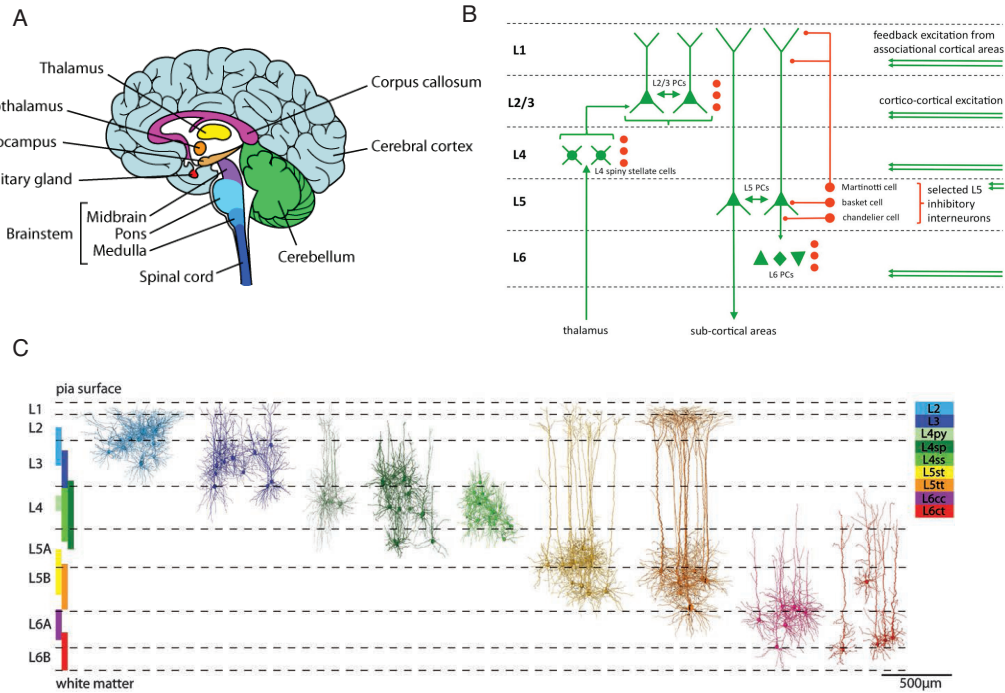 A
Thalamus
othalamus
ocampus
itary gland
Brainstem
Midbrain
Pons
Medulla
Spinal cord
Corpus callosum
Cerebral cortex
Cerebellum
B
L1
L2/3
L4
L5
L6
L2/3 PCs
L4 spiny stellate cells
L5 PCs
L6 PCs
Martinotti cell
basket cell
chandelier cell
selected L5
inhibitory
interneurons
feedback excitation from
associational cortical areas
cortico-cortical excitation
thalamus
sub-cortical areas
C
pia surface
L1
L2
L3
L4
L5A
L5B
L6A
L6B
white matter
L2
L3
L4py
L4sp
L4ss
L5st
L5tt
L6cc
L6ct
500µm